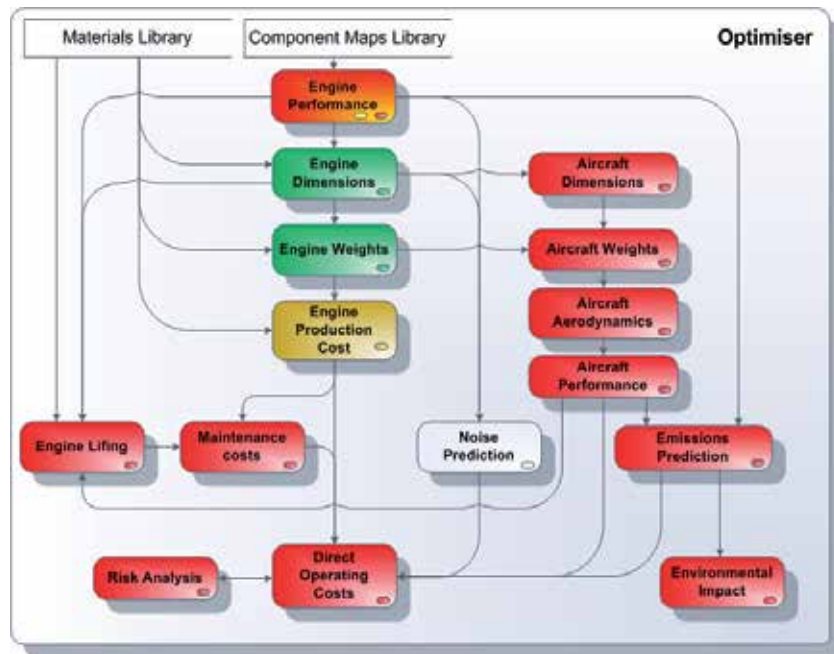 Materials Library
Component Maps Library
Optimiser
Engine
Performance
Engine
Dimensions
Aircraft
Dimensions
Engine Weights
Aircraft Weights
Engine
Production
Cost
Aircraft
Aerodynamics
Aircraft
Performance
Engine Lifing
Maintenance
costs
Noise
Prediction
Emissions
Prediction
Risk Analysis
Direct
Operating
Costs
Environmental
Impact